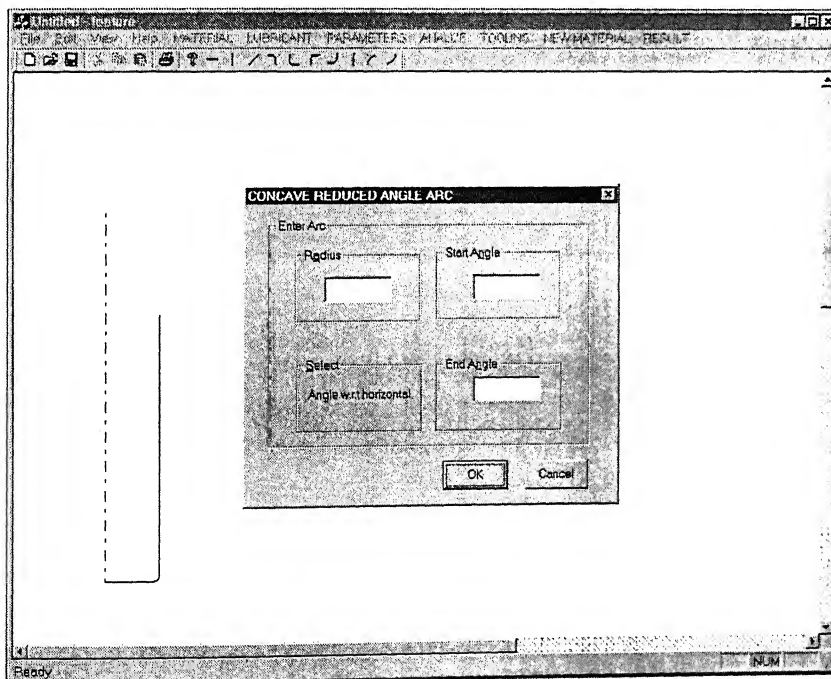 Untitled - feature
File Edit View Help MATERIAL LUBRICANT PARAMETERS TOOLING NEW MATERIAL RESULT
CONCAVE REDUCED ANGLE ARC
Enter Arc
Radius
Start Angle
Select
Angle w.r.t horizontal
End Angle
OK Cancel
Ready
NUM